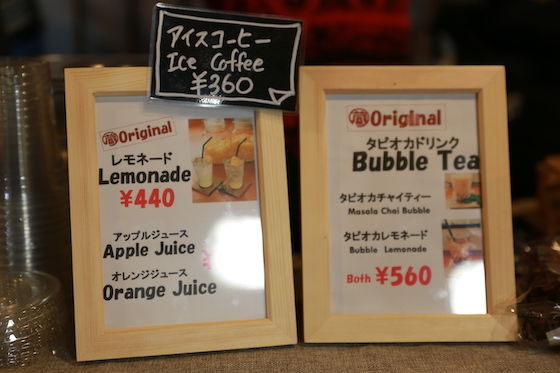 アイスコーヒー
Ice Coffee
¥360
Original
レモネード
Lemonade
¥440
アップルジュース
Apple Juice
オレンジジュース
Orange Juice
Original
タピオカドリンク
Bubble Tea
タピオカチャイティー
Masala Chai Bubble
タピオカレモネード
Bubble Lemonade
Both ¥560